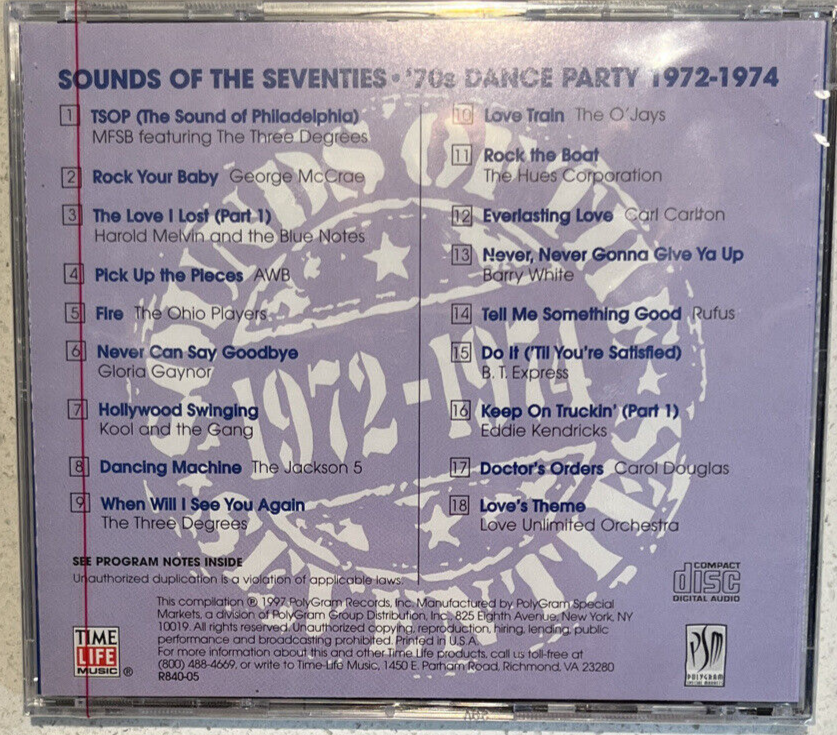 SOUNDS OF THE SEVENTIES • '70s DANCE PARTY 1972-1974
1 TSOP (The Sound of Philadelphia)
MFSB featuring The Three Degrees
2 Rock Your Baby George McCrae
3 The Love I Lost (Part 1)
Harold Melvin and the Blue Notes
4 Pick Up the Pieces AWB
5 Fire The Ohio Players
6 Never Can Say Goodbye
Gloria Gaynor
7 Hollywood Swinging
Kool and the Gang
8 Dancing Machine The Jackson 5
9 When Will I See You Again
The Three Degrees
10 Love Train The O'Jays
11 Rock the Boat
The Hues Corporation
12 Everlasting Love Carl Carlton
13 Never, Never Gonna Give Ya Up
Barry White
14 Tell Me Something Good Rufus
15 Do It ('Til You're Satisfied)
B. T. Express
16 Keep On Truckin' (Part 1)
Eddie Kendricks
17 Doctor's Orders Carol Douglas
18 Love's Theme
Love Unlimited Orchestra
SOUNDS OF THE
1972-1974
SEVENTIES
SEE PROGRAM NOTES INSIDE
Unauthorized duplication is a violation of applicable laws.
COMPACT
disc
DIGITAL AUDIO
This compilation ℗ 1997 PolyGram Records, Inc. Manufactured by PolyGram Special
Markets, a division of PolyGram Group Distribution, Inc., 825 Eighth Avenue, New York, NY
10019. All rights reserved. Unauthorized copying, reproduction, hiring, lending, public
performance and broadcasting prohibited. Printed in U.S.A.
For more information about this and other Time Life products, call us toll-free at
(800) 488-4669, or write to Time-Life Music, 1450 E. Parham Road, Richmond, VA 23280
R840-05
TIME
LIFE
MUSIC ®
PSM
POLYGRAM
SPECIAL MARKETS